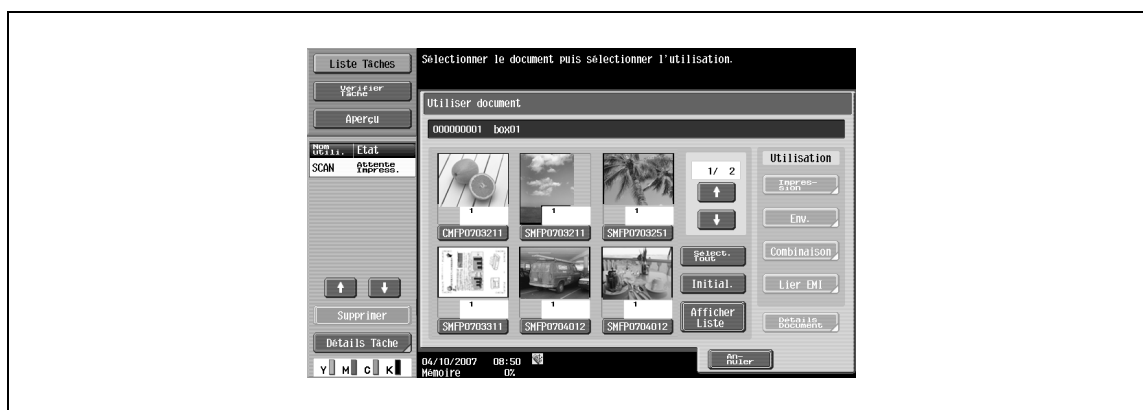 Liste Tâches
Vérifier
Tâche
Aperçu
Nom
Utili. Etat
SCAN Attente
Impress.
Supprimer
Détails Tâche
Y M C K
Sélectionner le document puis sélectionner l'utilisation.
Utiliser document
000000001 box01
1 1 1
CMFP0703211 SMFP0703211 SMFP0703251
1 1 1
SMFP0703311 SMFP0704012 SMFP0704012
1/ 2
Sélect.
Tout
Initial.
Afficher
Liste
Utilisation
Impres-
sion
Env.
Combinaison
Lier EMI
Détails
Document
An-
nuler
04/10/2007 08:50
Mémoire 0%